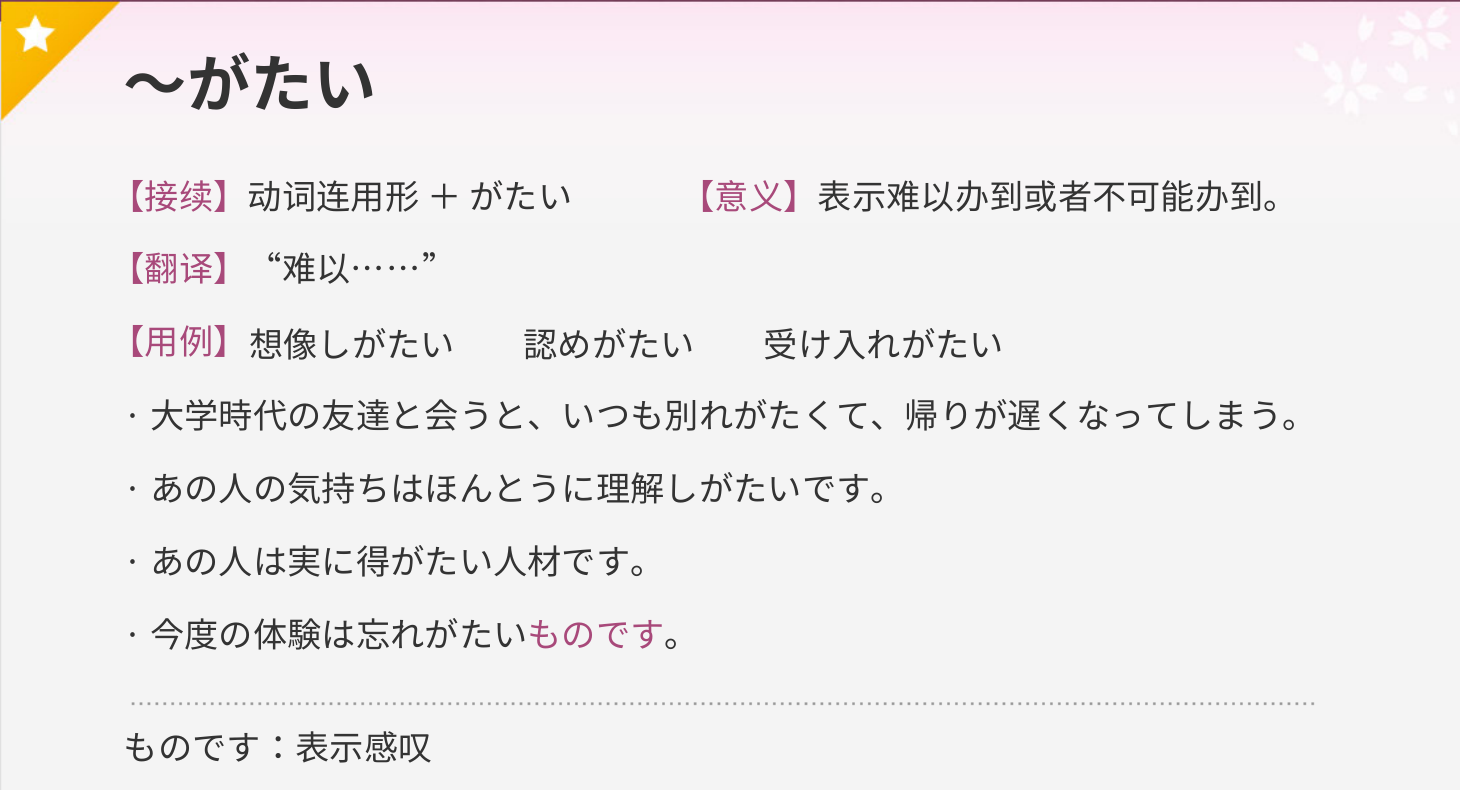 ～がたい
【接续】动词连用形 ＋ がたい 【意义】表示难以办到或者不可能办到。
【翻译】 “难以……”
【用例】想像しがたい 認めがたい 受け入れがたい
· 大学時代の友達と会うと、いつも別れがたくて、帰りが遅くなってしまう。
· あの人の気持ちはほんとうに理解しがたいです。
· あの人は実に得がたい人材です。
· 今度の体験は忘れがたいものです。
ものです：表示感叹